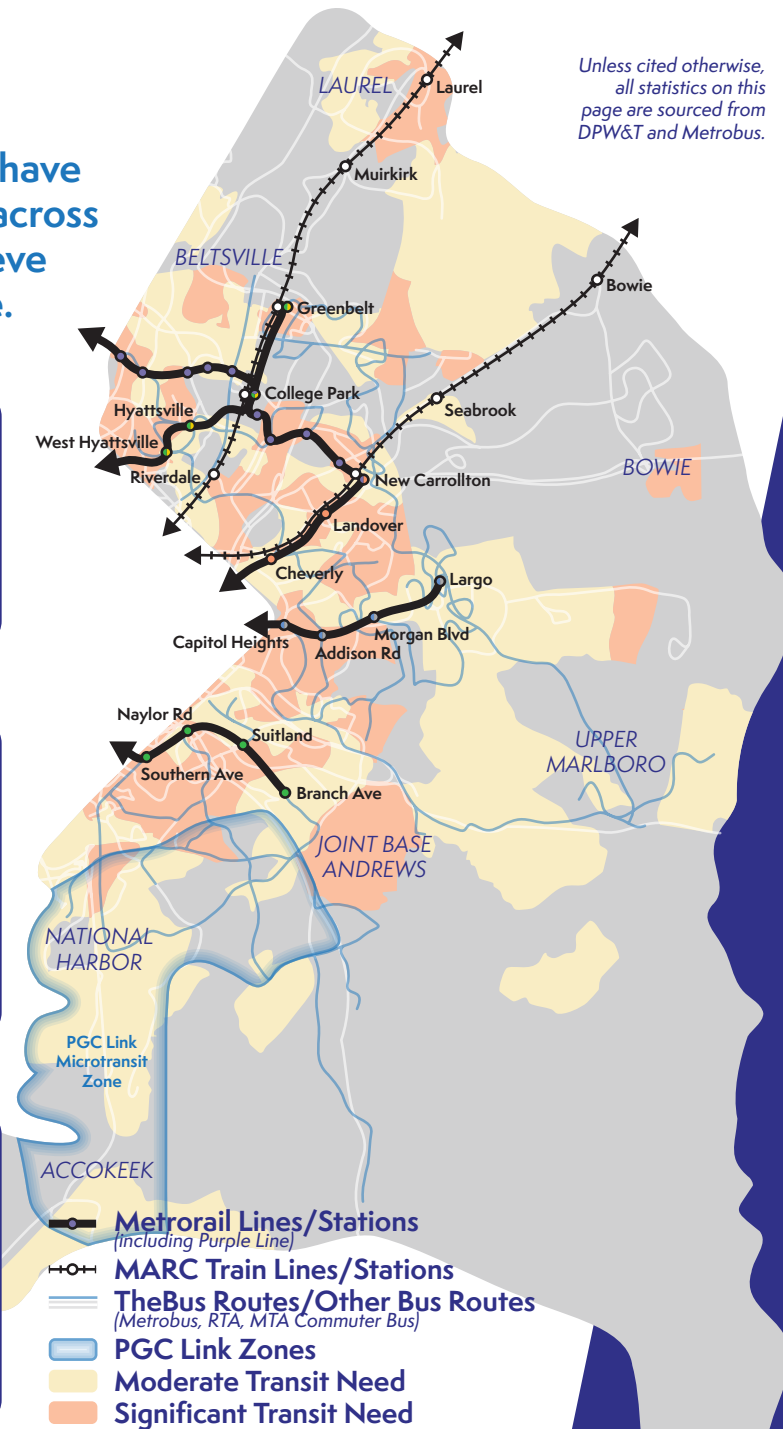 Unless cited otherwise,
all statistics on this
page are sourced from
DPW&T and Metrobus.
have
across
eve
e.
LAUREL
Laurel
Muirkirk
BELTSVILLE
Bowie
Greenbelt
College Park
Hyattsville
Seabrook
West Hyattsville
Riverdale
New Carrollton
BOWIE
Landover
Cheverly
Largo
Capitol Heights
Morgan Blvd
Addison Rd
Naylor Rd
Suitland
Southern Ave
UPPER
MARLBORO
Branch Ave
JOINT BASE
ANDREWS
NATIONAL
HARBOR
PGC Link
Microtransit
Zone
ACCOKEEK
Metrorail Lines/Stations
(including Purple Line)
MARC Train Lines/Stations
TheBus Routes/Other Bus Routes
(Metrobus, RTA, MTA Commuter Bus)
PGC Link Zones
Moderate Transit Need
Significant Transit Need